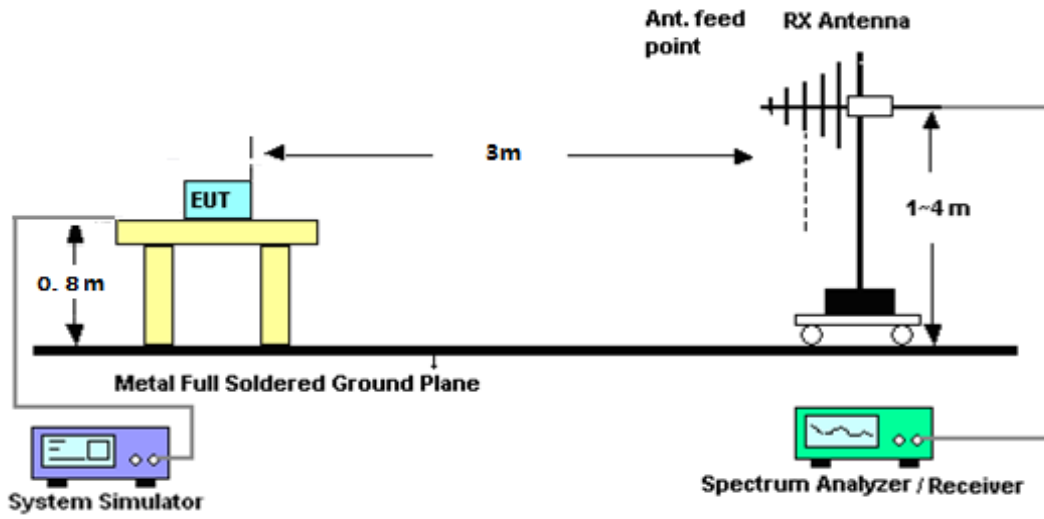 Ant. feed
point
RX Antenna
3m
EUT
1~4 m
0. 8 m
Metal Full Soldered Ground Plane
System Simulator
Spectrum Analyzer / Receiver